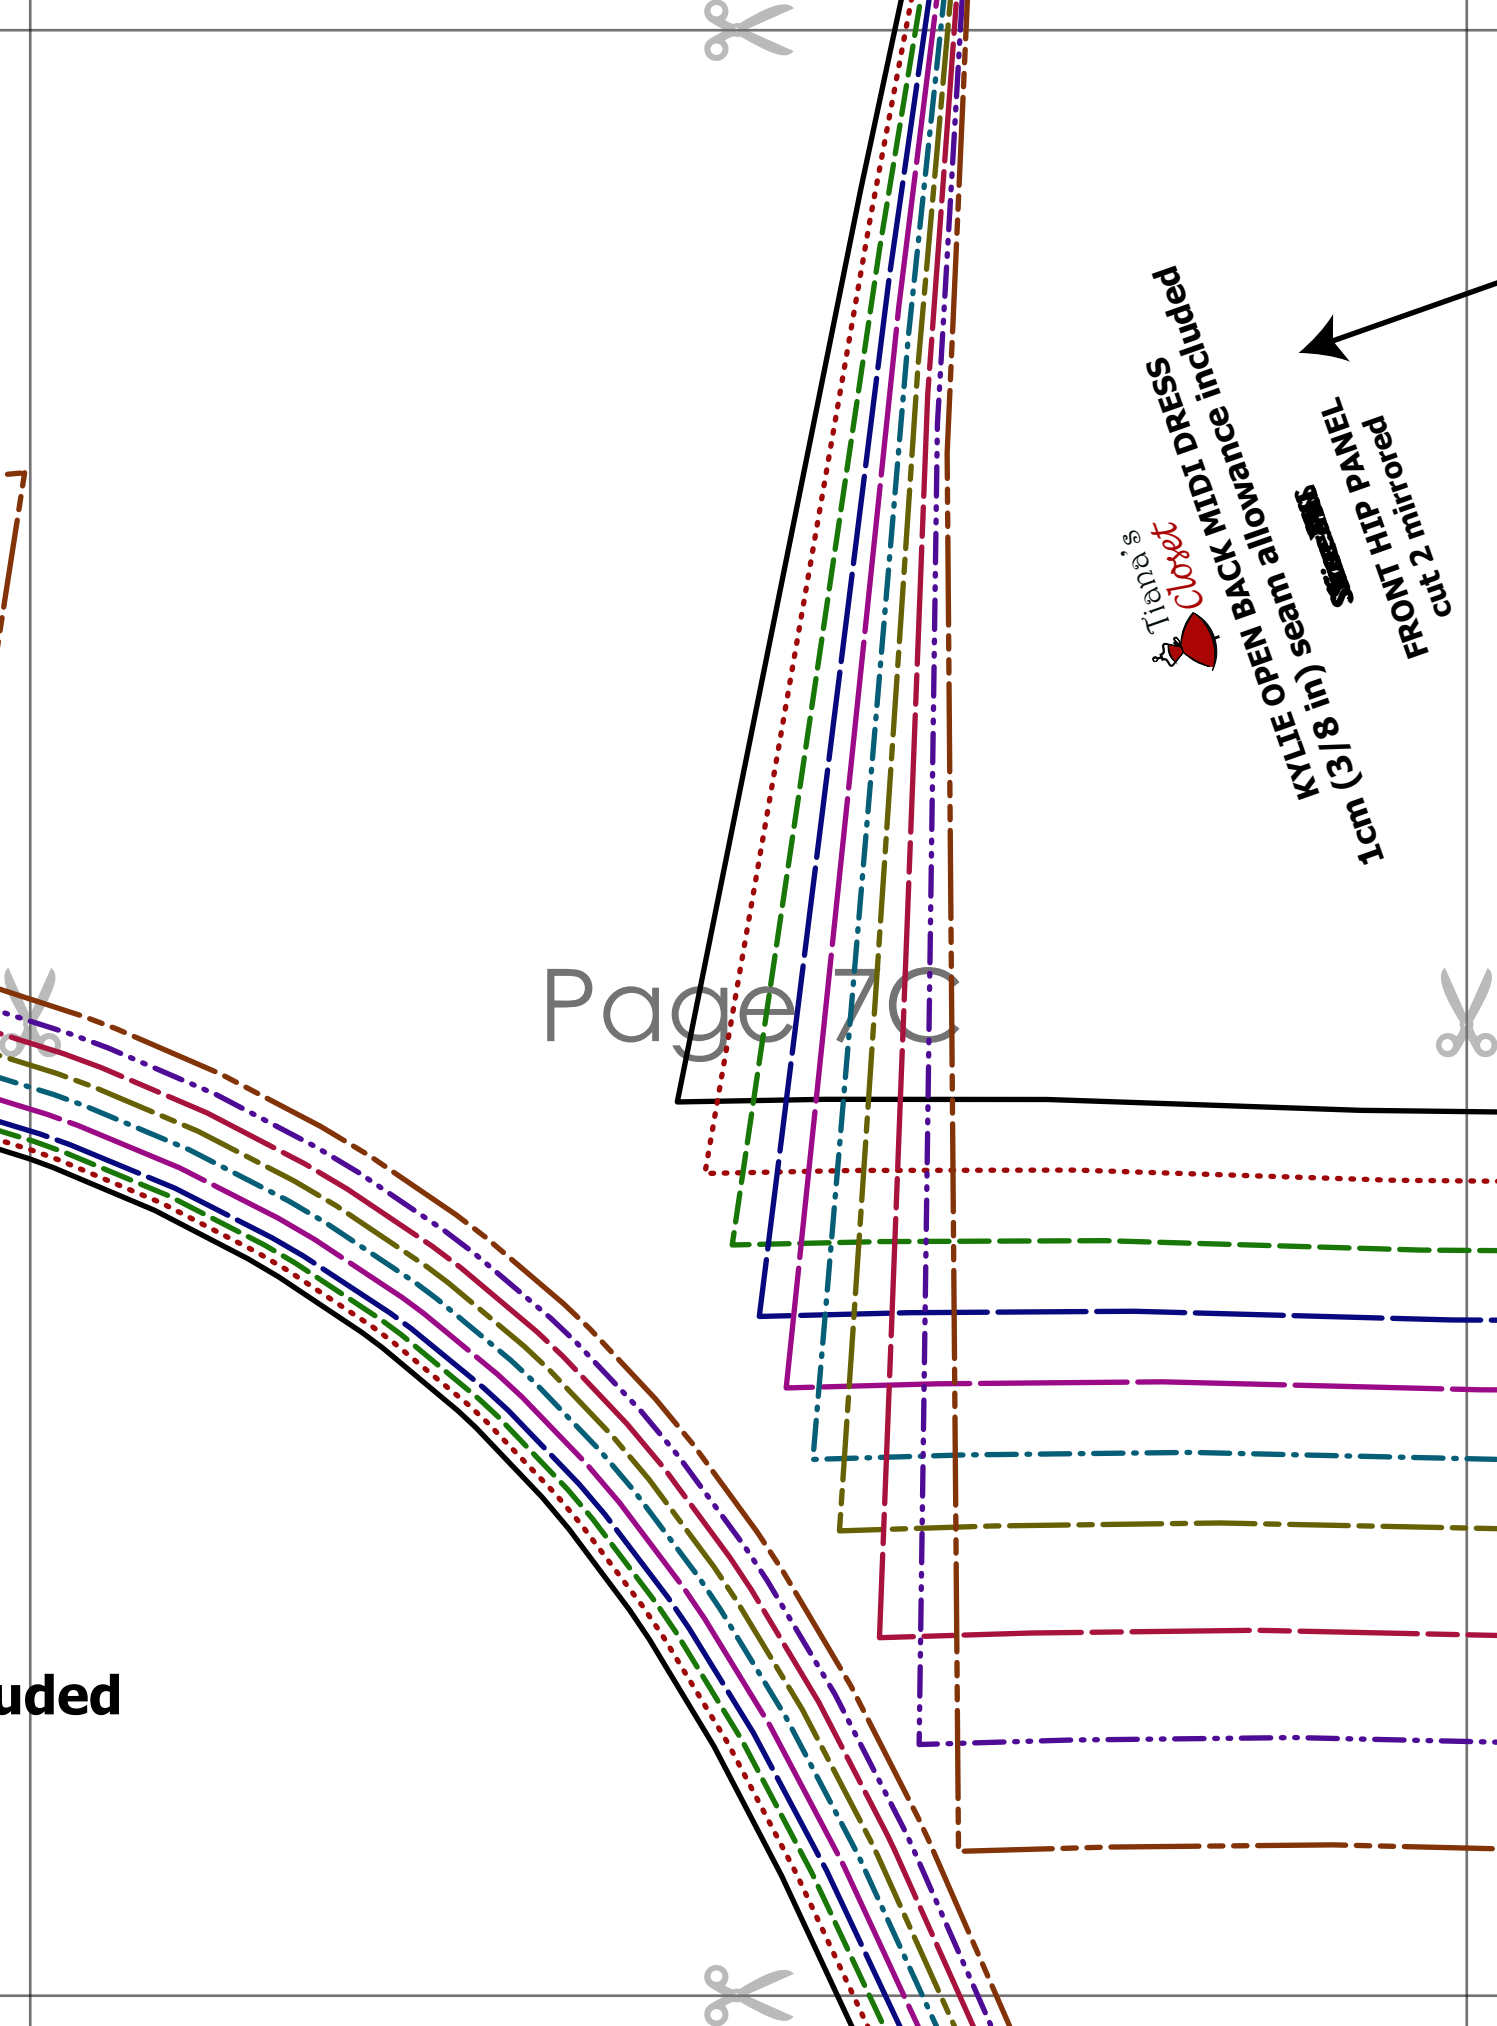 Tiana's
Closet
KYLIE OPEN BACK MIDI DRESS
1cm (3/8 in) seam allowance included
FRONT HIP PANEL
cut 2 mirrored
Page 7C
uded